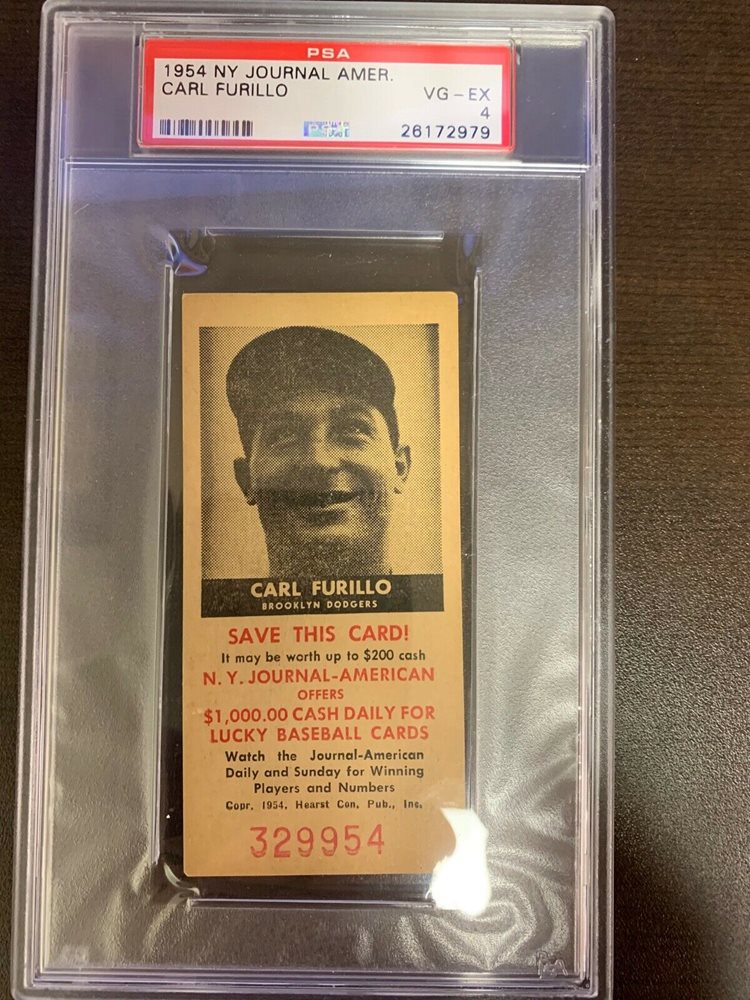 PSA
1954 NY JOURNAL AMER.
CARL FURILLO
VG-EX
4
26172979
CARL FURILLO
BROOKLYN DODGERS
SAVE THIS CARD!
It may be worth up to $200 cash
N. Y. JOURNAL-AMERICAN
OFFERS
$1,000.00 CASH DAILY FOR
LUCKY BASEBALL CARDS
Watch the Journal-American
Daily and Sunday for Winning
Players and Numbers
Copr. 1954, Hearst Con. Pub., Inc.
329954